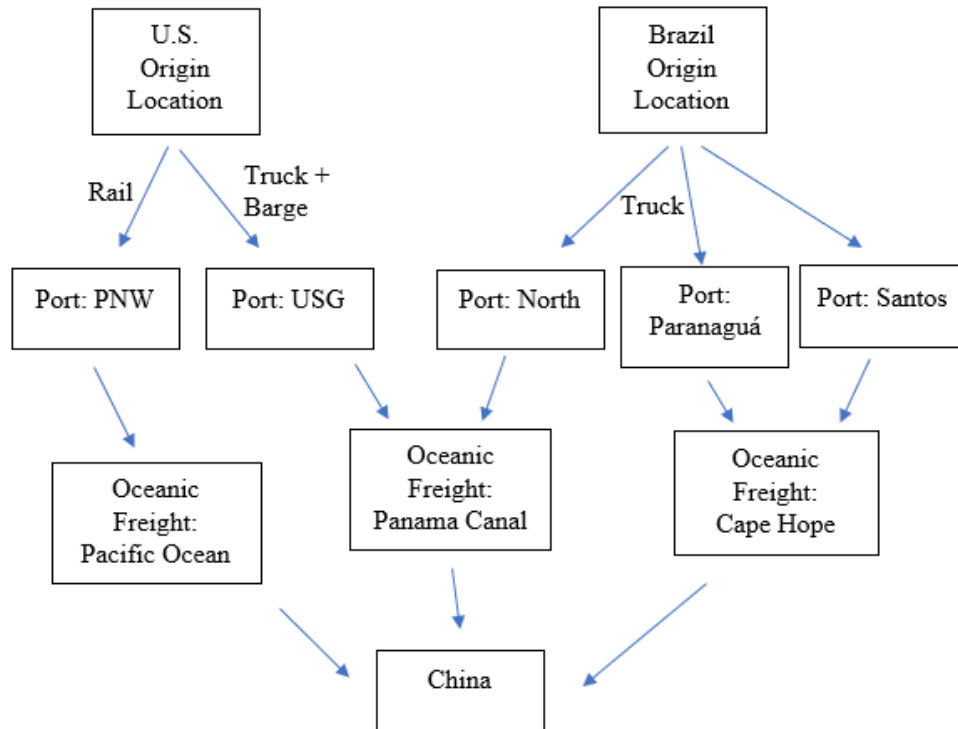 U.S.
Origin
Location
Brazil
Origin
Location
Rail
Truck +
Barge
Truck
Port: PNW
Port: USG
Port: North
Port:
Paranaguá
Port: Santos
Oceanic
Freight:
Pacific Ocean
Oceanic
Freight:
Panama Canal
Oceanic
Freight:
Cape Hope
China